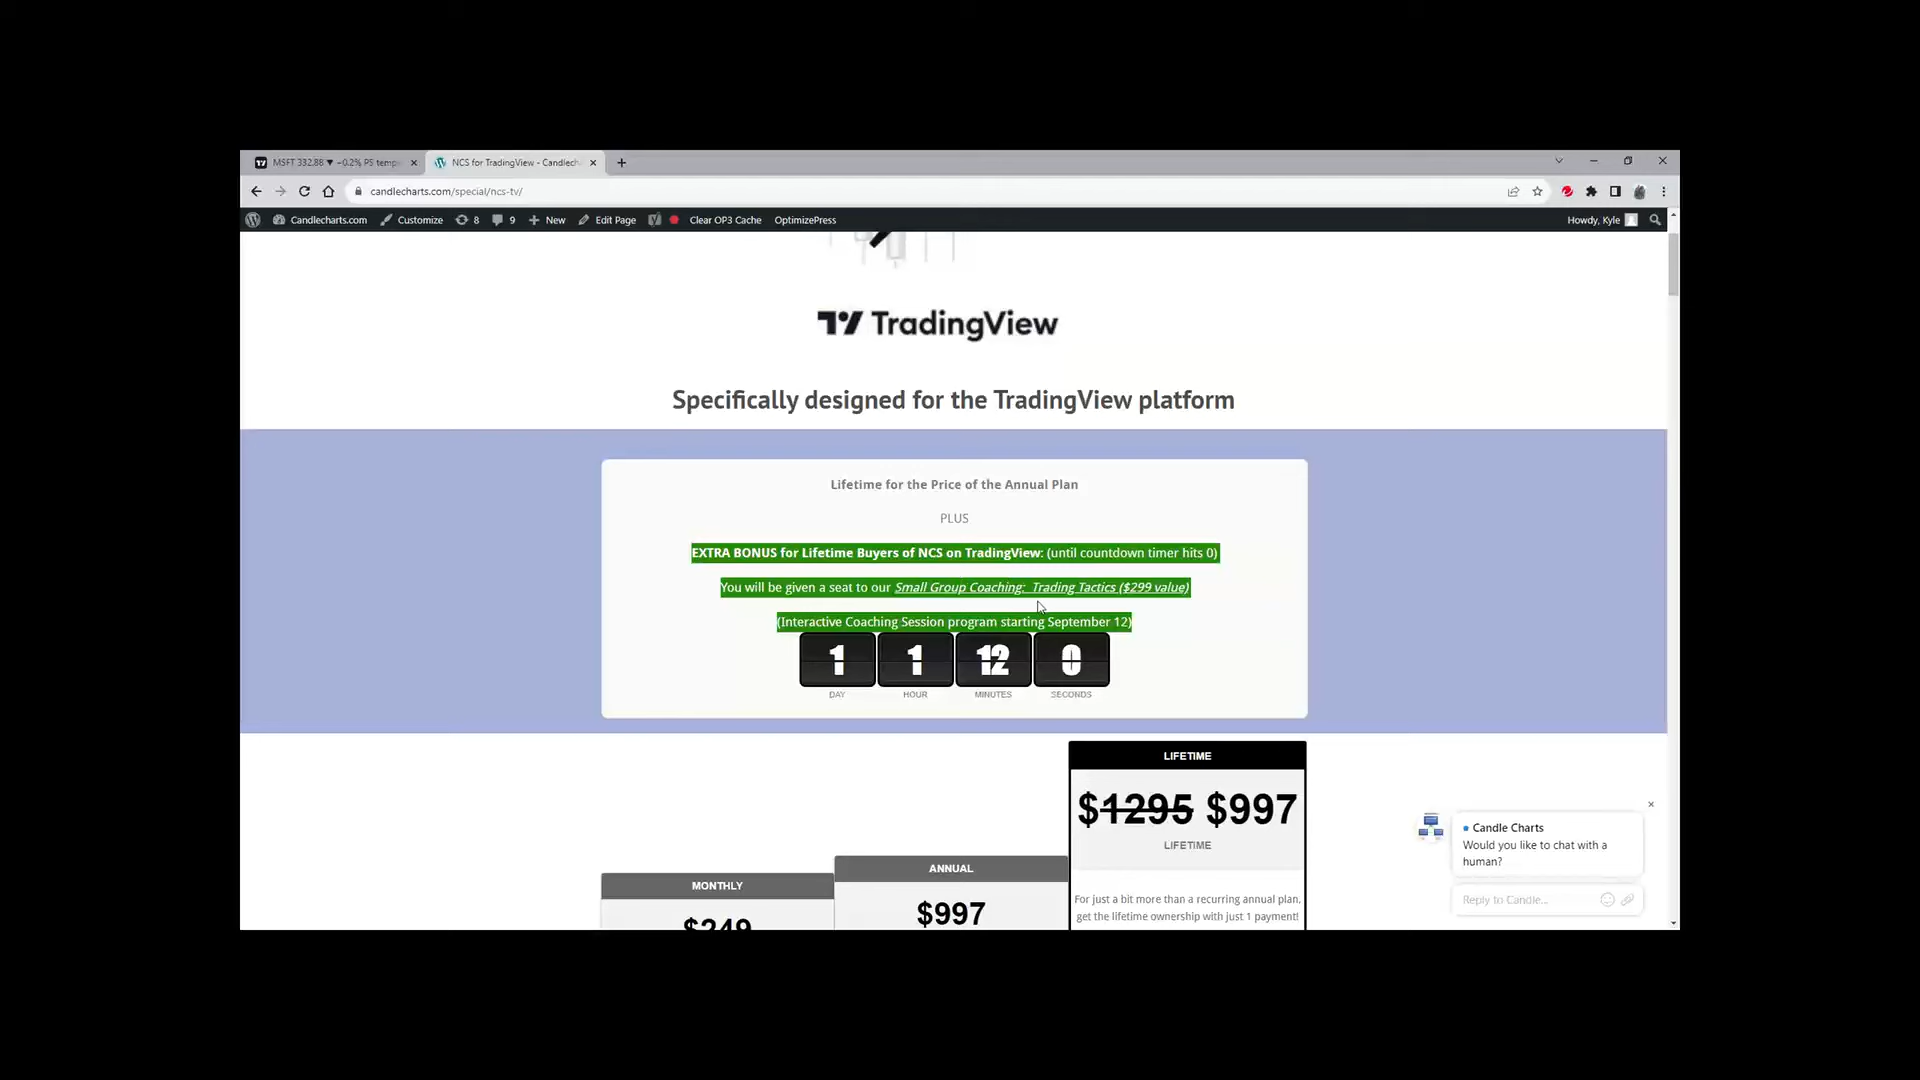 MSFT 332.88 ▼ −0.2% PS temp
NCS for TradingView - Candlech
candlecharts.com/special/ncs-tv/
Candlecharts.com Customize 8 9 New Edit Page Clear OP3 Cache OptimizePress Howdy, Kyle
TradingView
Specifically designed for the TradingView platform
Lifetime for the Price of the Annual Plan
PLUS
EXTRA BONUS for Lifetime Buyers of NCS on TradingView: (until countdown timer hits 0)
You will be given a seat to our Small Group Coaching: Trading Tactics ($299 value)
(Interactive Coaching Session program starting September 12)
1 1 12 0
DAY HOUR MINUTES SECONDS
LIFETIME
$1295 $997
LIFETIME
For just a bit more than a recurring annual plan,
get the lifetime ownership with just 1 payment!
ANNUAL
$997
MONTHLY
$249
Candle Charts
Would you like to chat with a
human?
Reply to Candle...